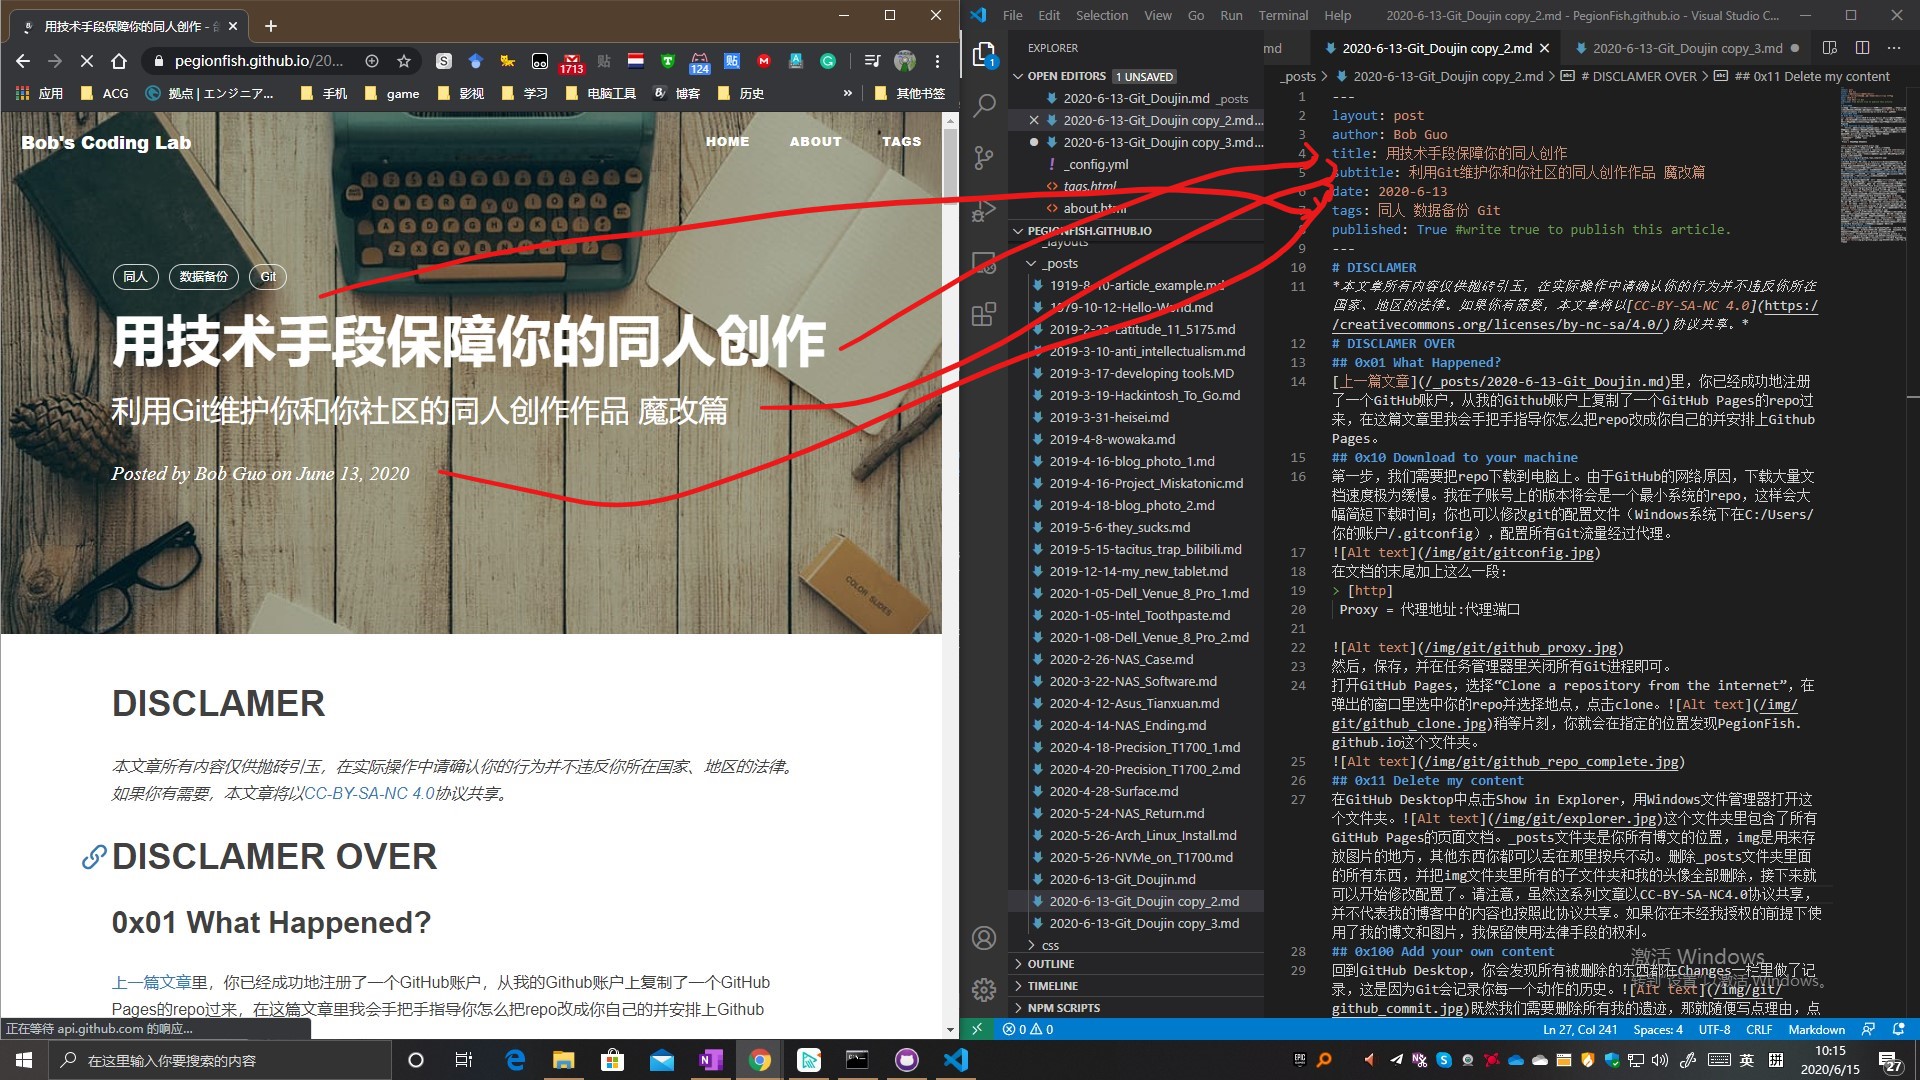 用技术手段保障你的同人创作 -
pegionfish.github.io/20...
1713
124
应用
ACG
拠点 | エンジニア...
手机
game
影视
学习
电脑工具
博客
历史
»
其他书签
Bob's Coding Lab
HOME
ABOUT
TAGS
同人
数据备份
Git
用技术手段保障你的同人创作
利用Git维护你和你社区的同人创作作品 魔改篇
Posted by Bob Guo on June 13, 2020
COLOR SLIDES
DISCLAMER
本文章所有内容仅供抛砖引玉，在实际操作中请确认你的行为并不违反你所在国家、地区的法律。
如果你有需要，本文章将以CC-BY-SA-NC 4.0协议共享。
DISCLAMER OVER
0x01 What Happened?
上一篇文章里，你已经成功地注册了一个GitHub账户，从我的Github账户上复制了一个GitHub
Pages的repo过来，在这篇文章里我会手把手指导你怎么把repo改成你自己的并安排上Github
正在等待 api.github.com 的响应...
File Edit Selection View Go Run Terminal Help
2020-6-13-Git_Doujin copy_2.md - PegionFish.github.io - Visual Studio C...
EXPLORER
OPEN EDITORS 1 UNSAVED
2020-6-13-Git_Doujin.md _posts
2020-6-13-Git_Doujin copy_2.md...
2020-6-13-Git_Doujin copy_3.md...
_config.yml
tags.html
about.html
PEGIONFISH.GITHUB.IO
_layouts
_posts
1919-8-10-article_example.md
1979-10-12-Hello-World.md
2019-2-23-Latitude_11_5175.md
2019-3-10-anti_intellectualism.md
2019-3-17-developing tools.MD
2019-3-19-Hackintosh_To_Go.md
2019-3-31-heisei.md
2019-4-8-wowaka.md
2019-4-16-blog_photo_1.md
2019-4-16-Project_Miskatonic.md
2019-4-18-blog_photo_2.md
2019-5-6-they_sucks.md
2019-5-15-tacitus_trap_bilibili.md
2019-12-14-my_new_tablet.md
2020-1-05-Dell_Venue_8_Pro_1.md
2020-1-05-Intel_Toothpaste.md
2020-1-08-Dell_Venue_8_Pro_2.md
2020-2-26-NAS_Case.md
2020-3-22-NAS_Software.md
2020-4-12-Asus_Tianxuan.md
2020-4-14-NAS_Ending.md
2020-4-18-Precision_T1700_1.md
2020-4-20-Precision_T1700_2.md
2020-4-28-Surface.md
2020-5-24-NAS_Return.md
2020-5-26-Arch_Linux_Install.md
2020-5-26-NVMe_on_T1700.md
2020-6-13-Git_Doujin.md
2020-6-13-Git_Doujin copy_2.md
2020-6-13-Git_Doujin copy_3.md
css
OUTLINE
TIMELINE
NPM SCRIPTS
md
2020-6-13-Git_Doujin copy_2.md
2020-6-13-Git_Doujin copy_3.md
_posts > 2020-6-13-Git_Doujin copy_2.md > # DISCLAMER OVER > ## 0x11 Delete my content
1 ---
2 layout: post
3 author: Bob Guo
4 title: 用技术手段保障你的同人创作
5 subtitle: 利用Git维护你和你社区的同人创作作品 魔改篇
6 date: 2020-6-13
7 tags: 同人 数据备份 Git
8 published: True #write true to publish this article.
9 ---
10 # DISCLAMER
11 *本文章所有内容仅供抛砖引玉，在实际操作中请确认你的行为并不违反你所在
国家、地区的法律。如果你有需要，本文章将以[CC-BY-SA-NC 4.0](https:/
/creativecommons.org/licenses/by-nc-sa/4.0/)协议共享。*
12 # DISCLAMER OVER
13 ## 0x01 What Happened?
14 [上一篇文章](/_posts/2020-6-13-Git_Doujin.md)里，你已经成功地注册
了一个GitHub账户，从我的Github账户上复制了一个GitHub Pages的repo过
来，在这篇文章里我会手把手指导你怎么把repo改成你自己的并安排上Github
Pages。
15 ## 0x10 Download to your machine
16 第一步，我们需要把repo下载到电脑上。由于GitHub的网络原因，下载大量文
档速度极为缓慢。我在子账号上的版本将会是一个最小系统的repo，这样会大
幅简短下载时间；你也可以修改git的配置文件（Windows系统下在C:/Users/
你的账户/.gitconfig），配置所有Git流量经过代理。
17 ![Alt text](/img/git/gitconfig.jpg)
18 在文档的末尾加上这么一段：
19 > [http]
20 Proxy = 代理地址:代理端口
21
22 ![Alt text](/img/git/github_proxy.jpg)
23 然后，保存，并在任务管理器里关闭所有Git进程即可。
24 打开GitHub Pages，选择“Clone a repository from the internet”，在
弹出的窗口里选中你的repo并选择地点，点击clone。![Alt text](/img/
git/github_clone.jpg)稍等片刻，你就会在指定的位置发现PegionFish.
github.io这个文件夹。
25 ![Alt text](/img/git/github_repo_complete.jpg)
26 ## 0x11 Delete my content
27 在GitHub Desktop中点击Show in Explorer，用Windows文件管理器打开这
个文件夹。![Alt text](/img/git/explorer.jpg)这个文件夹里包含了所有
GitHub Pages的页面文档。_posts文件夹是你所有博文的位置，img是用来存
放图片的地方，其他东西你都可以丢在那里按兵不动。删除_posts文件夹里面
的所有东西，并把img文件夹里所有的子文件夹和我的头像全部删除，接下来就
可以开始修改配置了。请注意，虽然这系列文章以CC-BY-SA-NC4.0协议共享，
并不代表我的博客中的内容也按照此协议共享。如果你在未经我授权的前提下使
用了我的博文和图片，我保留使用法律手段的权利。
28 ## 0x100 Add your own content
29 回到GitHub Desktop，你会发现所有被删除的东西都在Changes一栏里做了记
录，这是因为Git会记录你每一个动作的历史。![Alt text](/img/git/
github_commit.jpg)既然我们需要删除所有我的遗迹，那就随便写点理由，点
激活 Windows
转到"设置"以激活 Windows。
0 0
Ln 27, Col 241
Spaces: 4
UTF-8
CRLF
Markdown
在这里输入你要搜索的内容
英
拼
10:15
2020/6/15
27